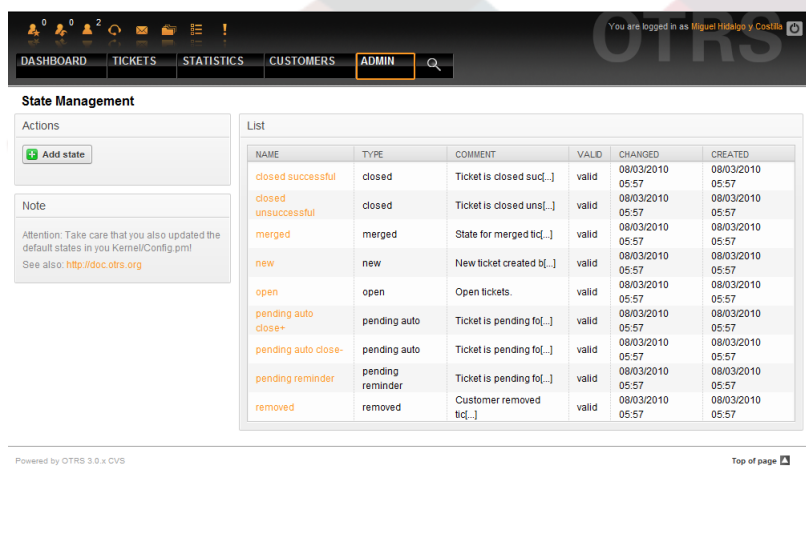 0 0 2
You are logged in as Miguel Hidalgo y Costilla
OTRS
DASHBOARD TICKETS STATISTICS CUSTOMERS ADMIN
State Management
Actions
Add state
Note
Attention: Take care that you also updated the
default states in you Kernel/Config.pm!
See also: http://doc.otrs.org
List
NAME TYPE COMMENT VALID CHANGED CREATED
closed successful closed Ticket is closed suc[...] valid 08/03/2010 05:57 08/03/2010 05:57
closed unsuccessful closed Ticket is closed uns[...] valid 08/03/2010 05:57 08/03/2010 05:57
merged merged State for merged tic[...] valid 08/03/2010 05:57 08/03/2010 05:57
new new New ticket created b[...] valid 08/03/2010 05:57 08/03/2010 05:57
open open Open tickets. valid 08/03/2010 05:57 08/03/2010 05:57
pending auto close+ pending auto Ticket is pending fo[...] valid 08/03/2010 05:57 08/03/2010 05:57
pending auto close- pending auto Ticket is pending fo[...] valid 08/03/2010 05:57 08/03/2010 05:57
pending reminder pending reminder Ticket is pending fo[...] valid 08/03/2010 05:57 08/03/2010 05:57
removed removed Customer removed tic[...] valid 08/03/2010 05:57 08/03/2010 05:57
Powered by OTRS 3.0.x CVS
Top of page